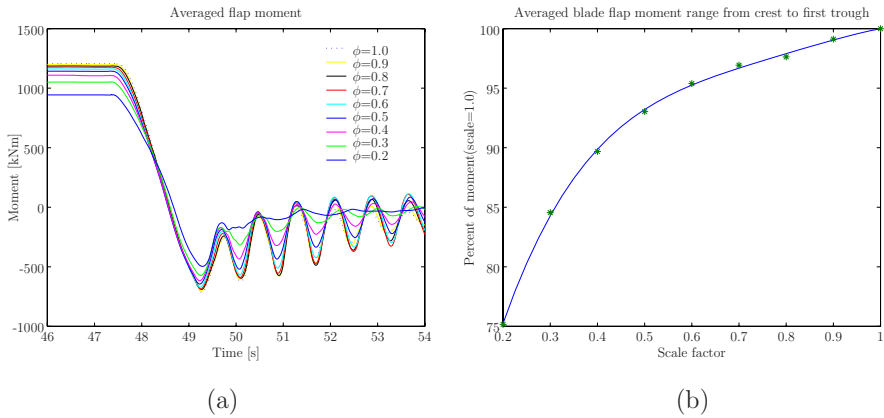 Averaged flap moment
1500
1000
500
0
-500
-1000
Moment [kNm]
ϕ=1.0
ϕ=0.9
ϕ=0.8
ϕ=0.7
ϕ=0.6
ϕ=0.5
ϕ=0.4
ϕ=0.3
ϕ=0.2
46 47 48 49 50 51 52 53 54
Time [s]
(a)
Averaged blade flap moment range from crest to first trough
100
95
90
85
80
75
Percent of moment(scale=1.0)
0.2 0.3 0.4 0.5 0.6 0.7 0.8 0.9 1
Scale factor
(b)